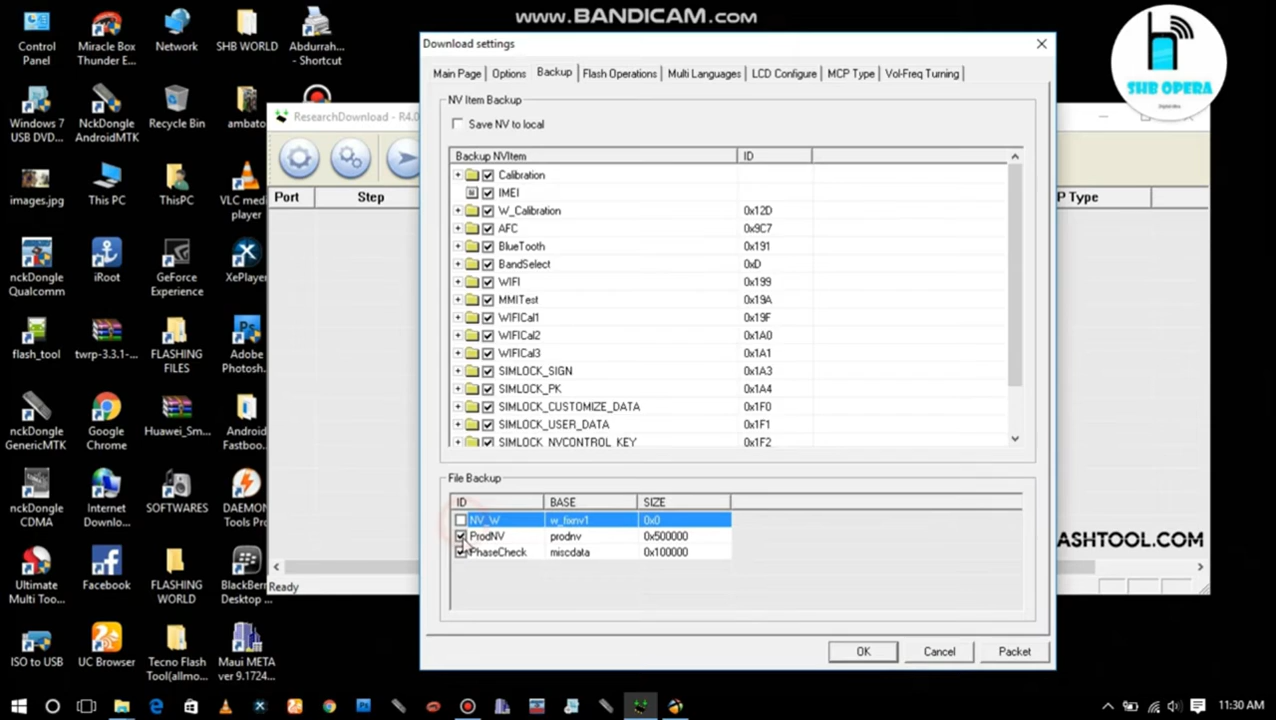 www.BANDICAM.com
Control Panel
Miracle Box Thunder E...
Network
SHB WORLD
Abdurrah... - Shortcut
Windows 7 USB DVD...
NckDongle AndroidMTK
Recycle Bin
ambato
images.jpg
This PC
ThisPC
VLC media player
nckDongle Qualcomm
iRoot
GeForce Experience
XePlayer
flash_tool
twrp-3.3.1-...
FLASHING FILES
Adobe Photosh...
nckDongle GenericMTK
Google Chrome
Huawei_Sm...
Android Fastboo...
nckDongle CDMA
Internet Downlo...
SOFTWARES
DAEMON Tools Pro
Ultimate Multi Too...
Facebook
FLASHING WORLD
BlackBerry Desktop ...
ISO to USB
UC Browser
Tecno Flash Tool(allmo...
Maui META ver 9.1724...
ResearchDownload - R4.0
Port Step
P Type
Ready
Download settings
Main Page Options Backup Flash Operations Multi Languages LCD Configure MCP Type Vol-Freq Turning
NV Item Backup
Save NV to local
Backup NVItem ID
Calibration
IMEI
W_Calibration 0x12D
AFC 0x9C7
BlueTooth 0x191
BandSelect 0xD
WIFI 0x199
MMITest 0x19A
WIFICal1 0x19F
WIFICal2 0x1A0
WIFICal3 0x1A1
SIMLOCK_SIGN 0x1A3
SIMLOCK_PK 0x1A4
SIMLOCK_CUSTOMIZE_DATA 0x1F0
SIMLOCK_USER_DATA 0x1F1
SIMLOCK_NVCONTROL_KEY 0x1F2
File Backup
ID BASE SIZE
NV_W w_fixnv1 0x0
ProdNV prodnv 0x500000
PhaseCheck miscdata 0x100000
OK Cancel Packet
SHB OPERA
ASHTOOL.COM
11:30 AM